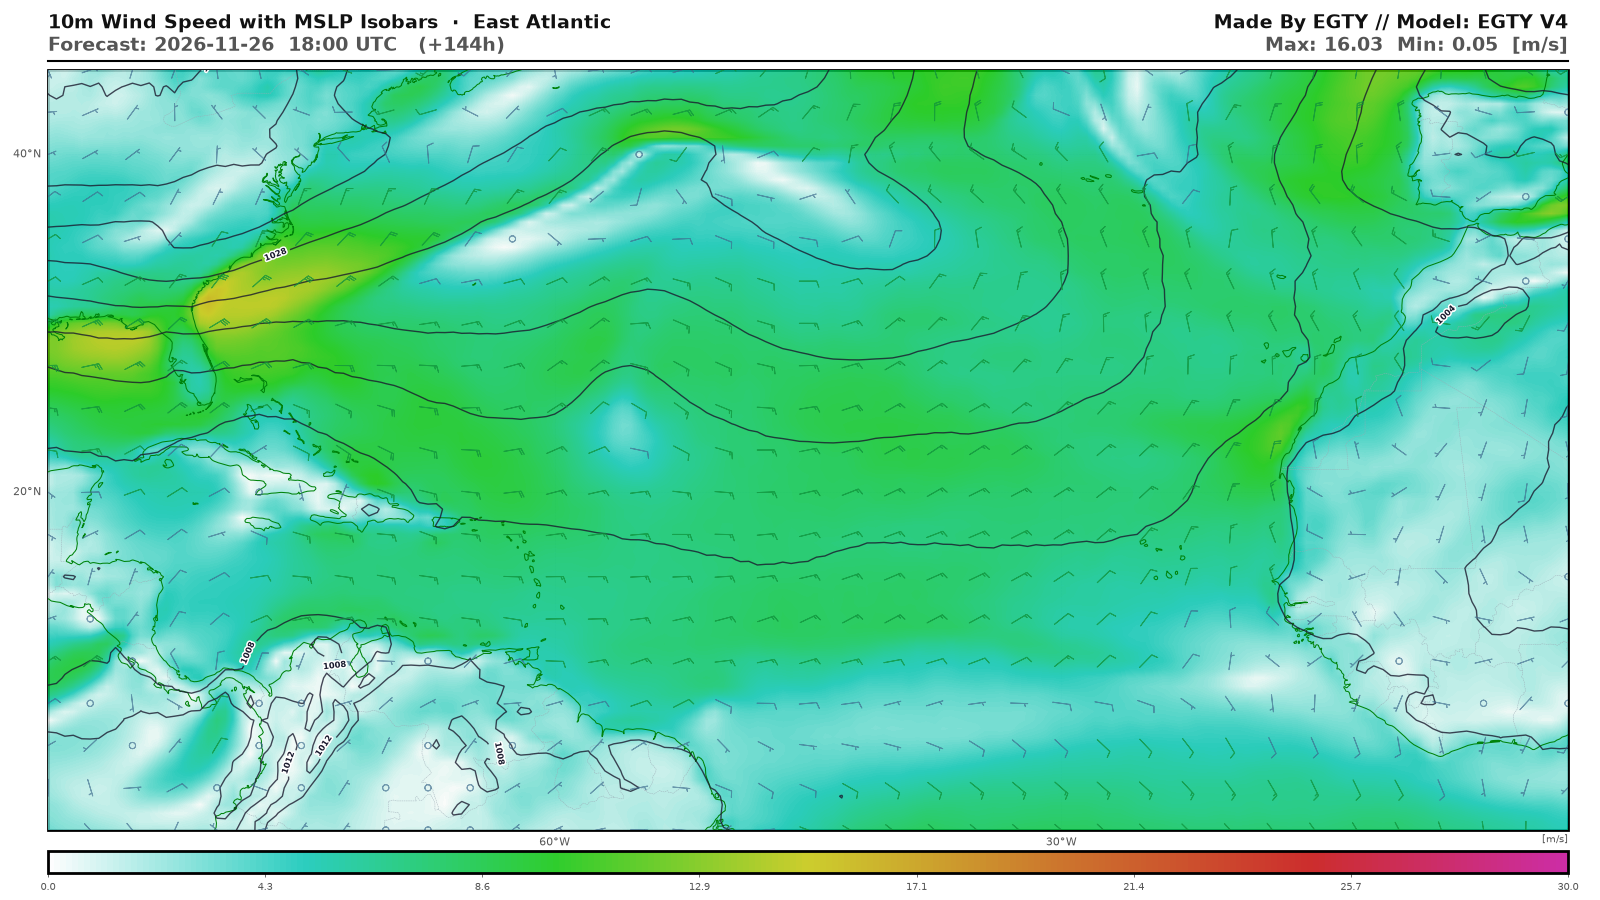 10m Wind Speed with MSLP Isobars · East Atlantic
Made By EGTY // Model: EGTY V4
Forecast: 2026-11-26 18:00 UTC (+144h)
Max: 16.03 Min: 0.05 [m/s]
40°N
1028
1004
20°N
1008
1008
1012
1012
1008
60°W
30°W
[m/s]
0.0
4.3
8.6
12.9
17.1
21.4
25.7
30.0